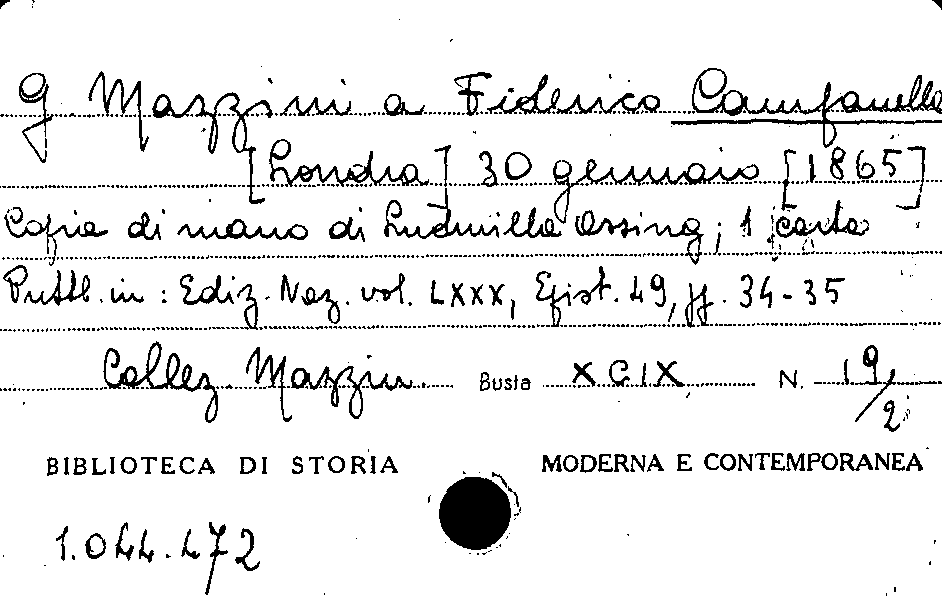 G. Mazzini a Federico Campanella
[Londra] 30 gennaio [1865]
Copia di mano di Ludmilla Assing; 1 carta
Pubbl. in: Ediz. Naz. vol. LXXX, Epist. 49, pp. 34-35
Collez. Mazzin. Busta XCIX N. 19/2
BIBLIOTECA DI STORIA MODERNA E CONTEMPORANEA
1.044.472